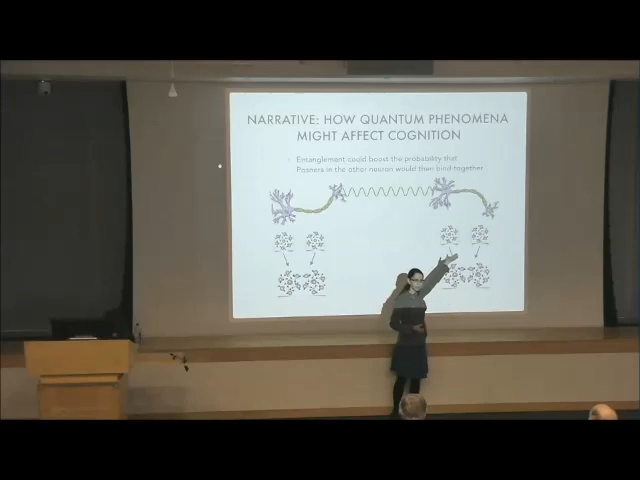 NARRATIVE: HOW QUANTUM PHENOMENA
MIGHT AFFECT COGNITION
Entanglement could boost the probability that
Posners in the other neuron would then bind together